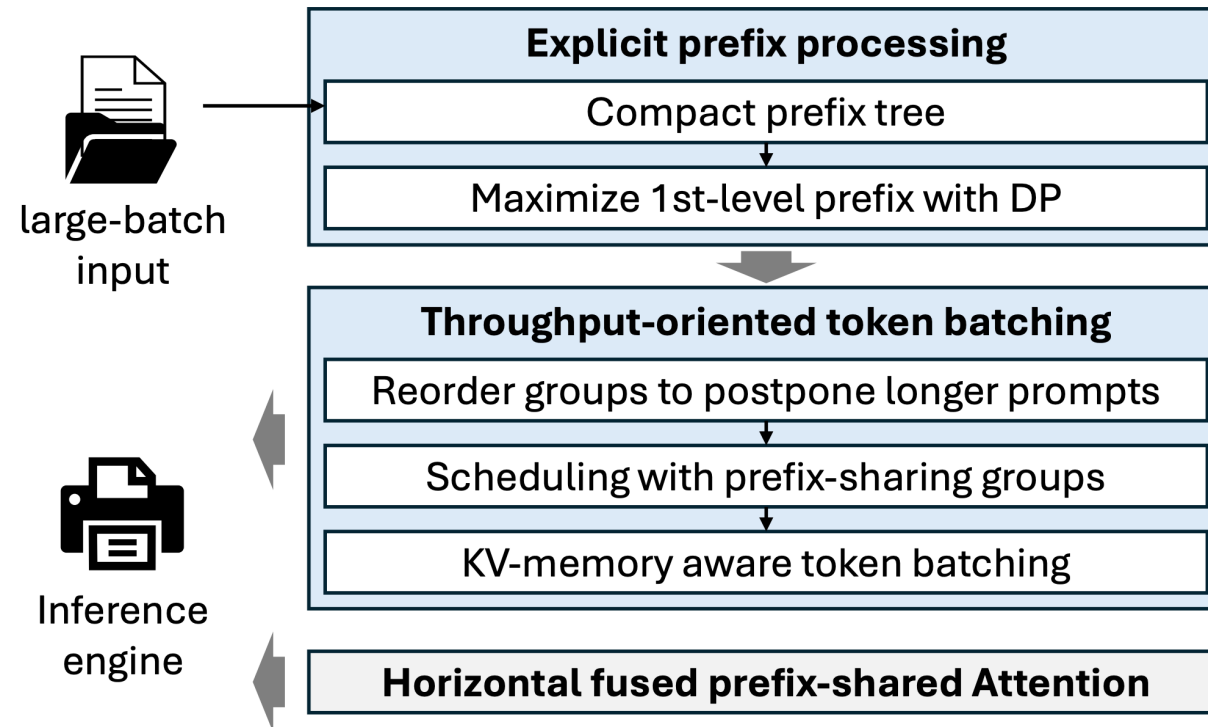 Explicit prefix processing
Compact prefix tree
Maximize 1st-level prefix with DP
large-batch
input
Throughput-oriented token batching
Reorder groups to postpone longer prompts
Scheduling with prefix-sharing groups
KV-memory aware token batching
Inference
engine
Horizontal fused prefix-shared Attention